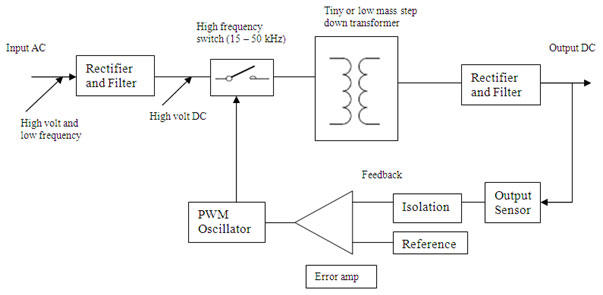 Tiny or low mass step
down transformer
High frequency
switch (15 – 50 kHz)
Input AC
Output DC
Rectifier
and Filter
Rectifier
and Filter
High volt and
low frequency
High volt DC
Feedback
PWM
Oscillator
Isolation
Output
Sensor
Reference
Error amp